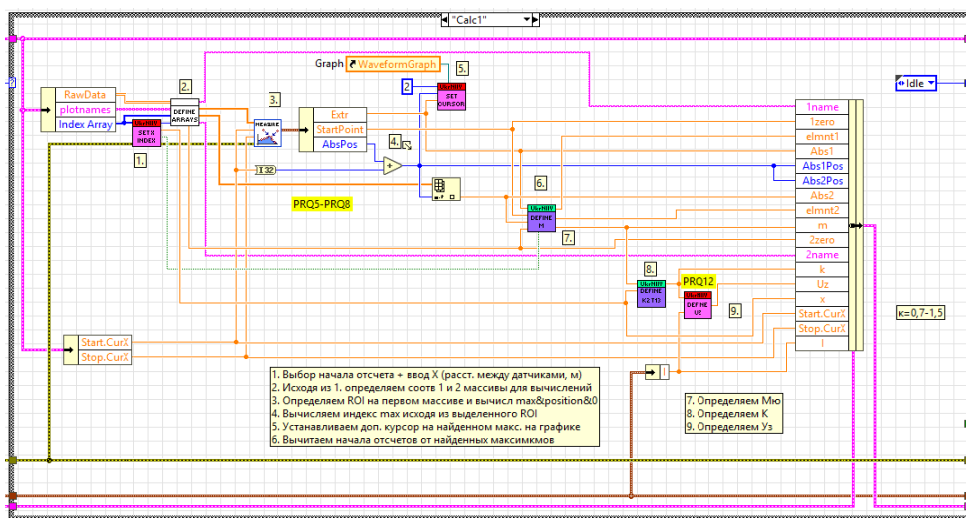 "Calc1"
Graph
WaveformGraph
5.
2
SET
CURSOR
Idle
2.
RawData
plotnames
Index Array
DEFINE
ARRAYS
3.
MEASURE
SET X
INDEX
1.
Extr
StartPoint
AbsPos
4.
I32
PRQ5-PRQ8
6.
DEFINE
M
7.
1name
1zero
elmnt1
Abs1
Abs1Pos
Abs2Pos
Abs2
elmnt2
m
2zero
2name
k
Uz
x
Start.CurX
Stop.CurX
I
8.
DEFINE
PRQ12
DEFINE
UZ
9.
к=0,7-1,5
Start.CurX
Stop.CurX
I
1. Выбор начала отсчета + ввод X (расст. между датчиками, м)
2. Исходя из 1. определяем соотв 1 и 2 массивы для вычислений
3. Определяем ROI на первом массиве и вычисл max&position&0
4. Вычисляем индекс max исходя из выделенного ROI
5. Устанавливаем доп. курсор на найденном макс. на графике
6. Вычитаем начала отсчетов от найденных максимкмов
7. Определяем Мю
8. Определяем К
9. Определяем Уз